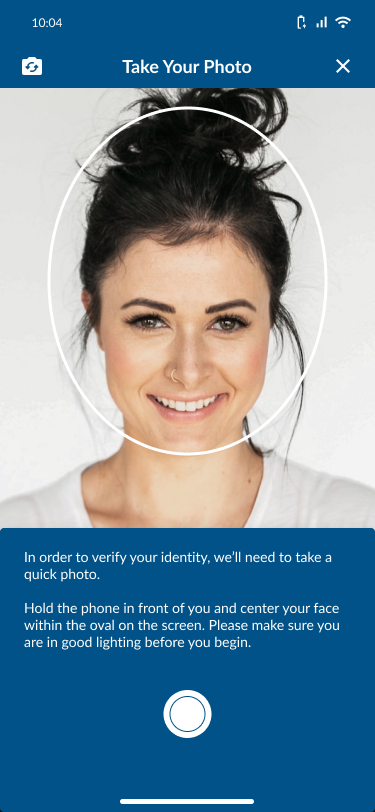 10:04
Take Your Photo
In order to verify your identity, we'll need to take a
quick photo.
Hold the phone in front of you and center your face
within the oval on the screen. Please make sure you
are in good lighting before you begin.